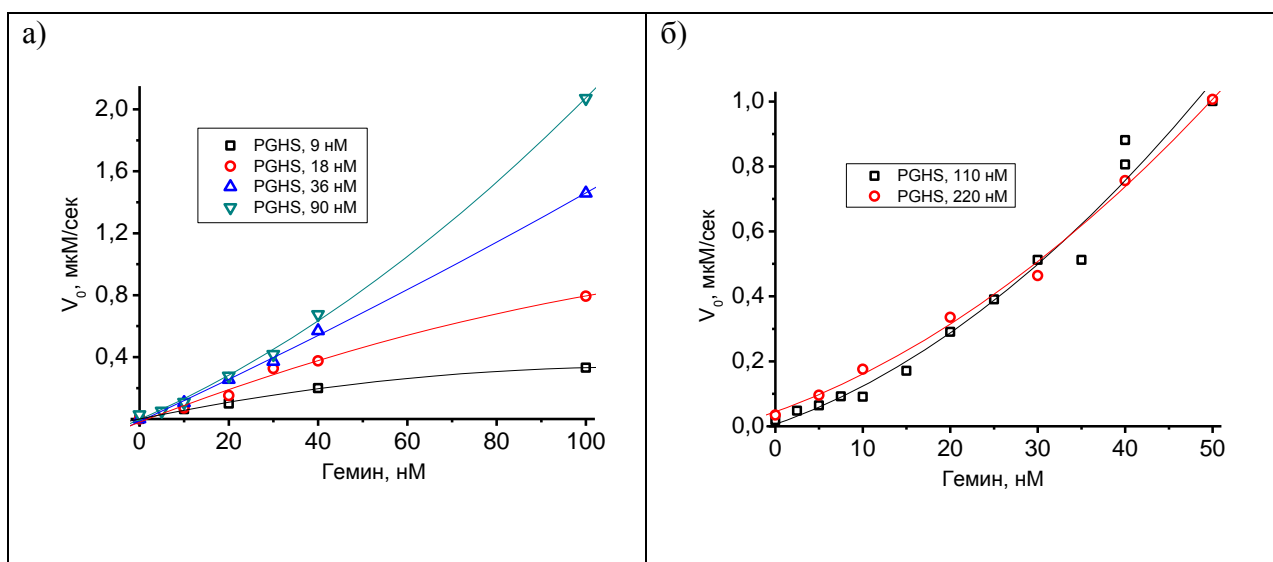 а)
PGHS, 9 нМ
PGHS, 18 нМ
PGHS, 36 нМ
PGHS, 90 нМ
V₀, мкМ/сек
2,0
1,6
1,2
0,8
0,4
0 20 40 60 80 100
Гемин, нМ
б)
PGHS, 110 нМ
PGHS, 220 нМ
V₀, мкМ/сек
1,0
0,8
0,6
0,4
0,2
0,0
0 10 20 30 40 50
Гемин, нМ